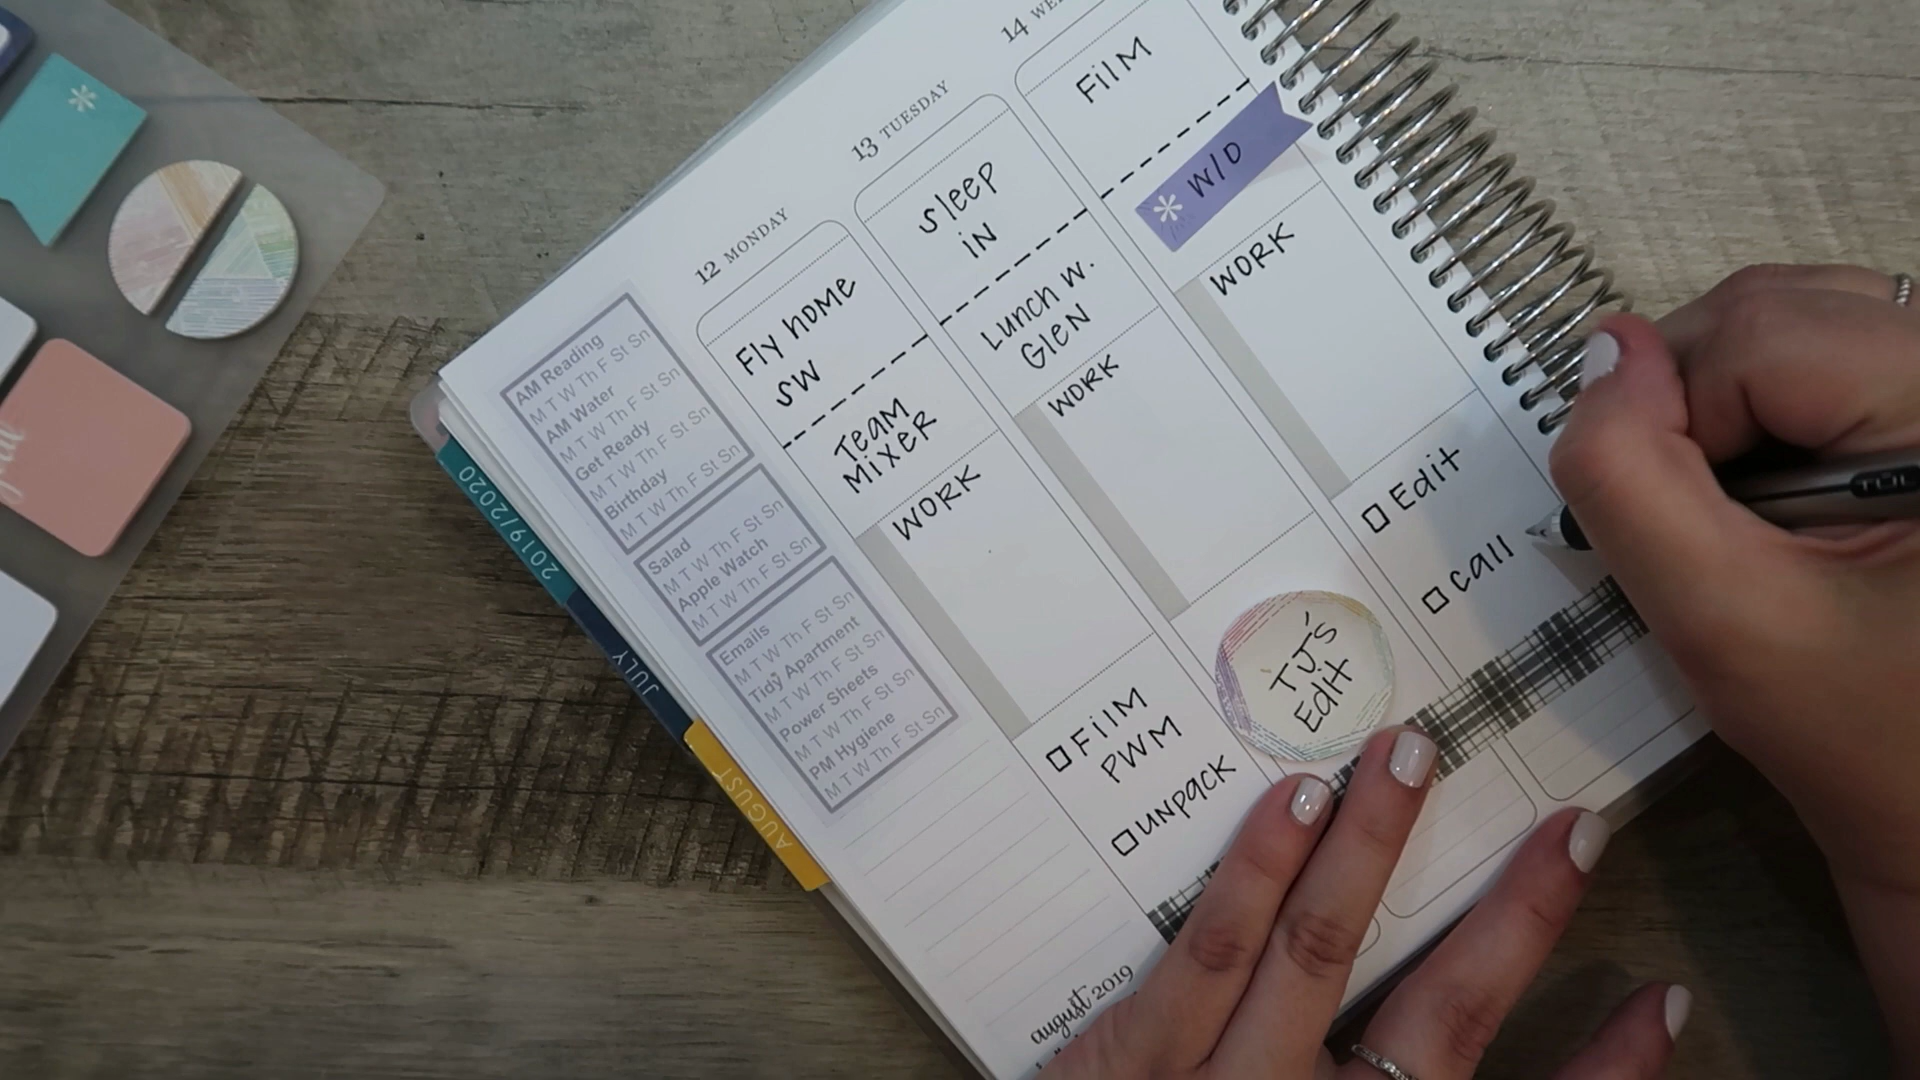 12 MONDAY
Fly home
SW
Team
Mixer
WORK
Film
PWM
unpack
13 TUESDAY
Sleep
in
Lunch w.
Glen
WORK
TJ's
Edit
14 WE
Film
W/D
WORK
Edit
call
AM Reading
M T W Th F St Sn
AM Water
M T W Th F St Sn
Get Ready
M T W Th F St Sn
Birthday
M T W Th F St Sn
Salad
M T W Th F St Sn
Apple Watch
M T W Th F St Sn
Emails
M T W Th F St Sn
Tidy Apartment
M T W Th F St Sn
Power Sheets
M T W Th F St Sn
PM Hygiene
M T W Th F St Sn
2019/2020
JULY
AUGUST
august 2019
TUL